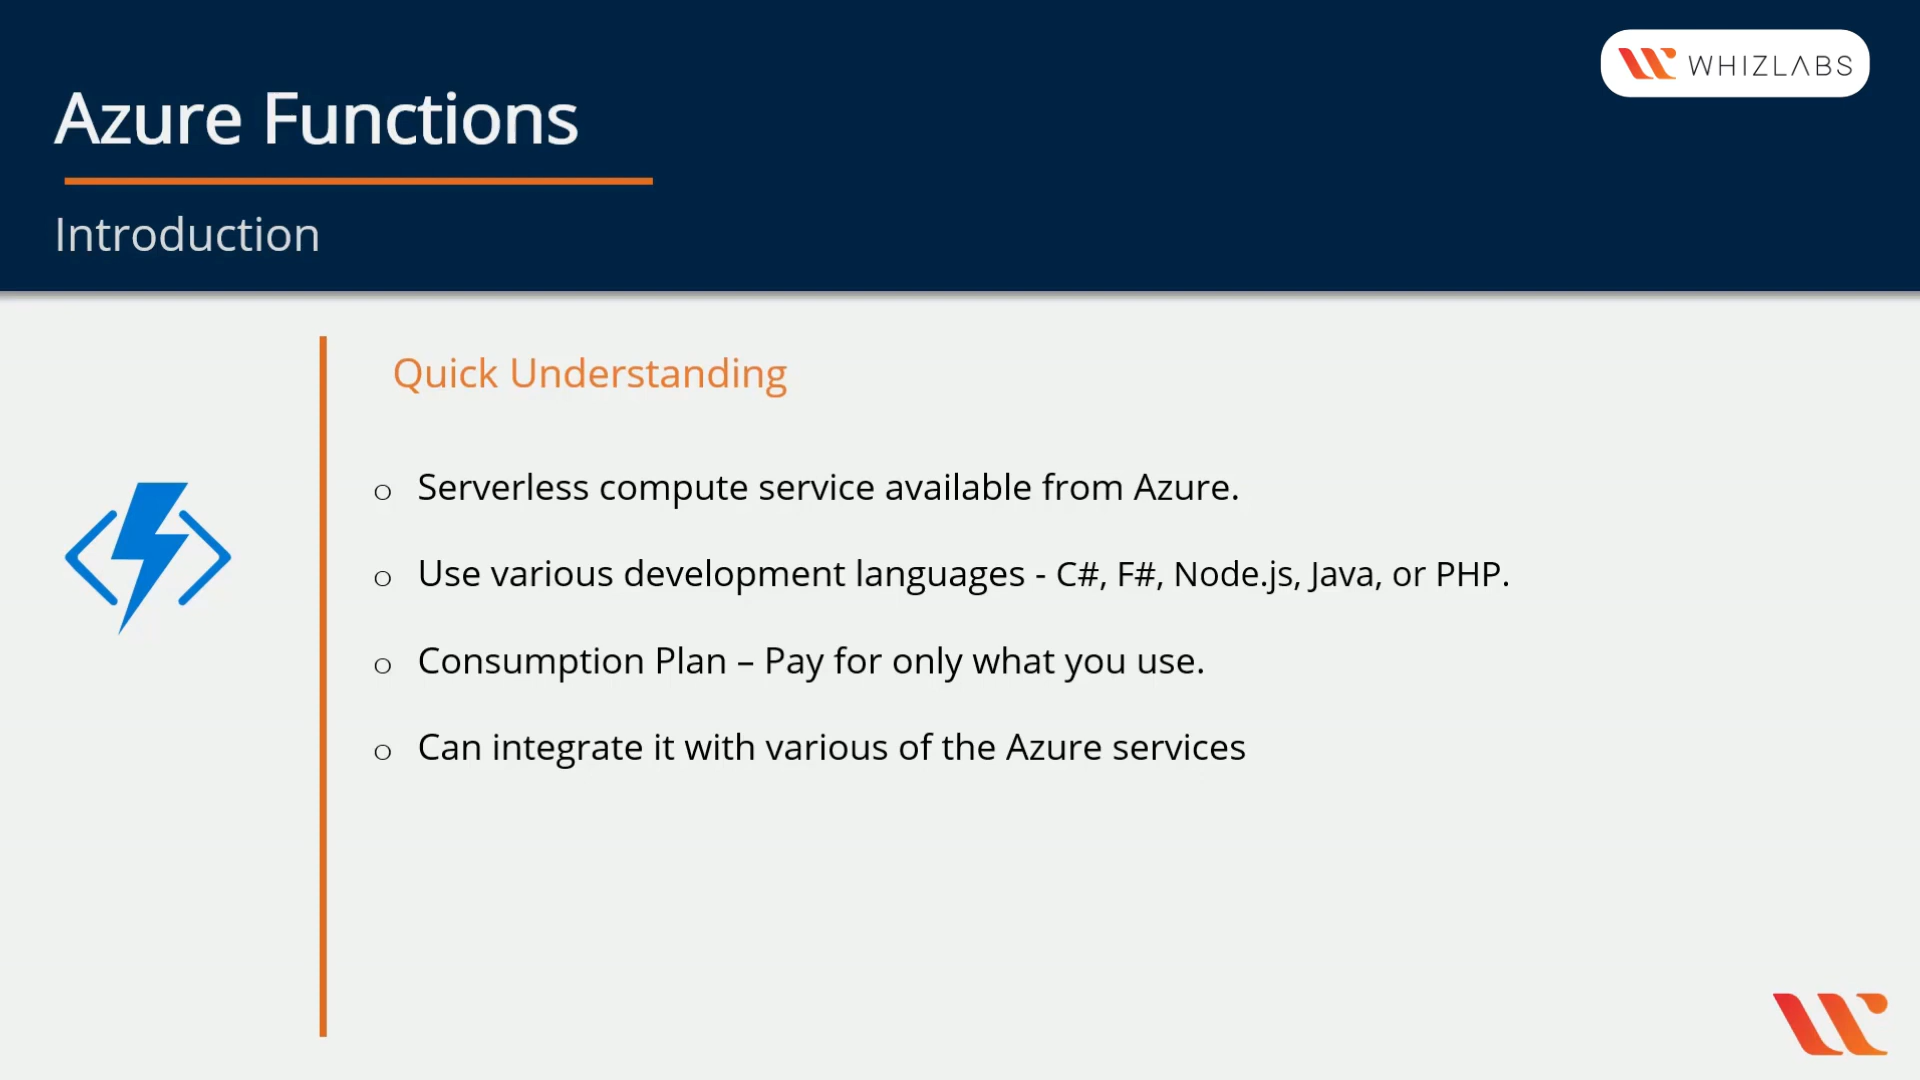 WHIZLABS
Azure Functions
Introduction
Quick Understanding
o Serverless compute service available from Azure.
o Use various development languages - C#, F#, Node.js, Java, or PHP.
o Consumption Plan – Pay for only what you use.
o Can integrate it with various of the Azure services